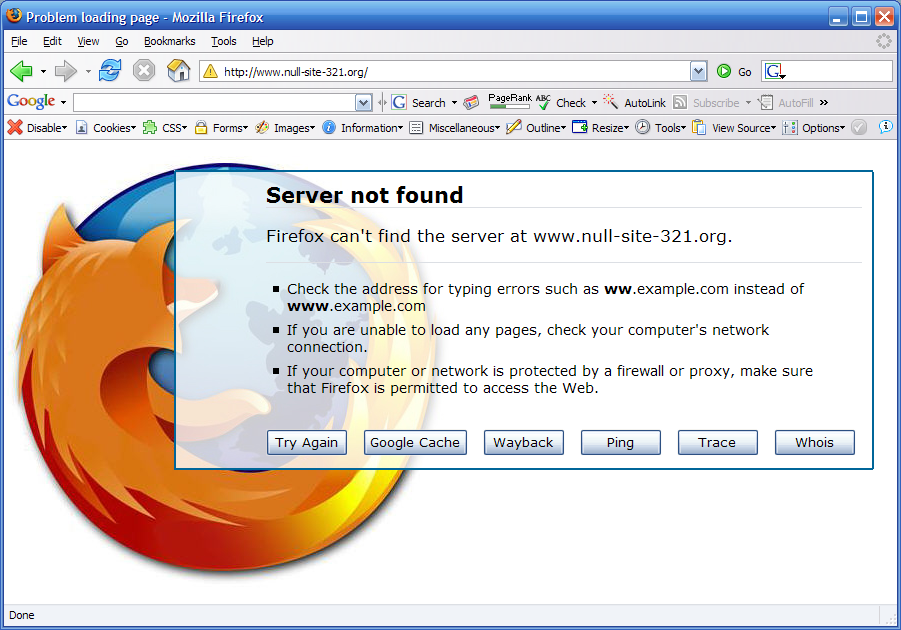 Problem loading page - Mozilla Firefox
File Edit View Go Bookmarks Tools Help
http://www.null-site-321.org/ Go G
Google G Search PageRank ABC Check AutoLink Subscribe AutoFill »
Disable Cookies CSS Forms Images Information Miscellaneous Outline Resize Tools View Source Options
Server not found
Firefox can't find the server at www.null-site-321.org.
Check the address for typing errors such as ww.example.com instead of
www.example.com
If you are unable to load any pages, check your computer's network
connection.
If your computer or network is protected by a firewall or proxy, make sure
that Firefox is permitted to access the Web.
Try Again Google Cache Wayback Ping Trace Whois
Done